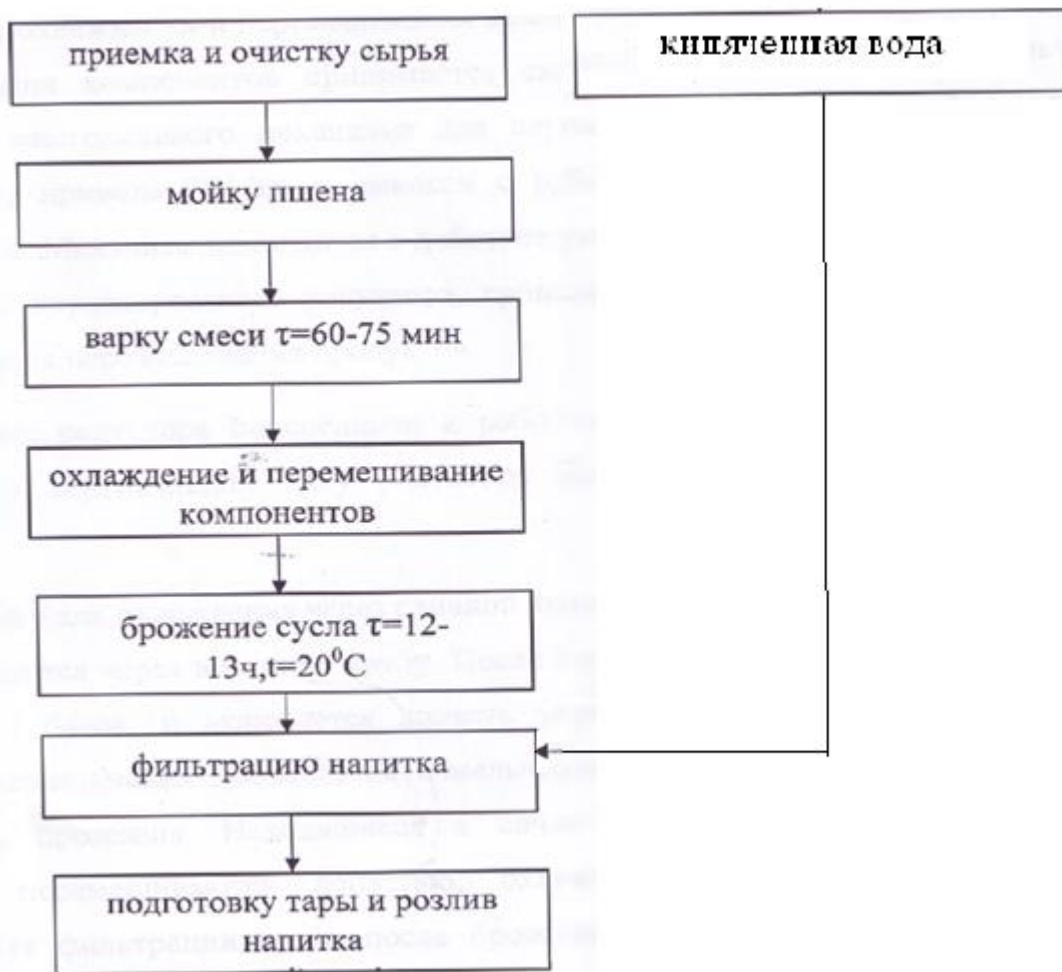 приемка и очистку сырья
кипяченная вода
мойку пшена
варку смеси τ=60-75 мин
охлаждение и перемешивание
компонентов
брожение сусла τ=12-
13ч,t=20⁰С
фильтрацию напитка
подготовку тары и розлив
напитка